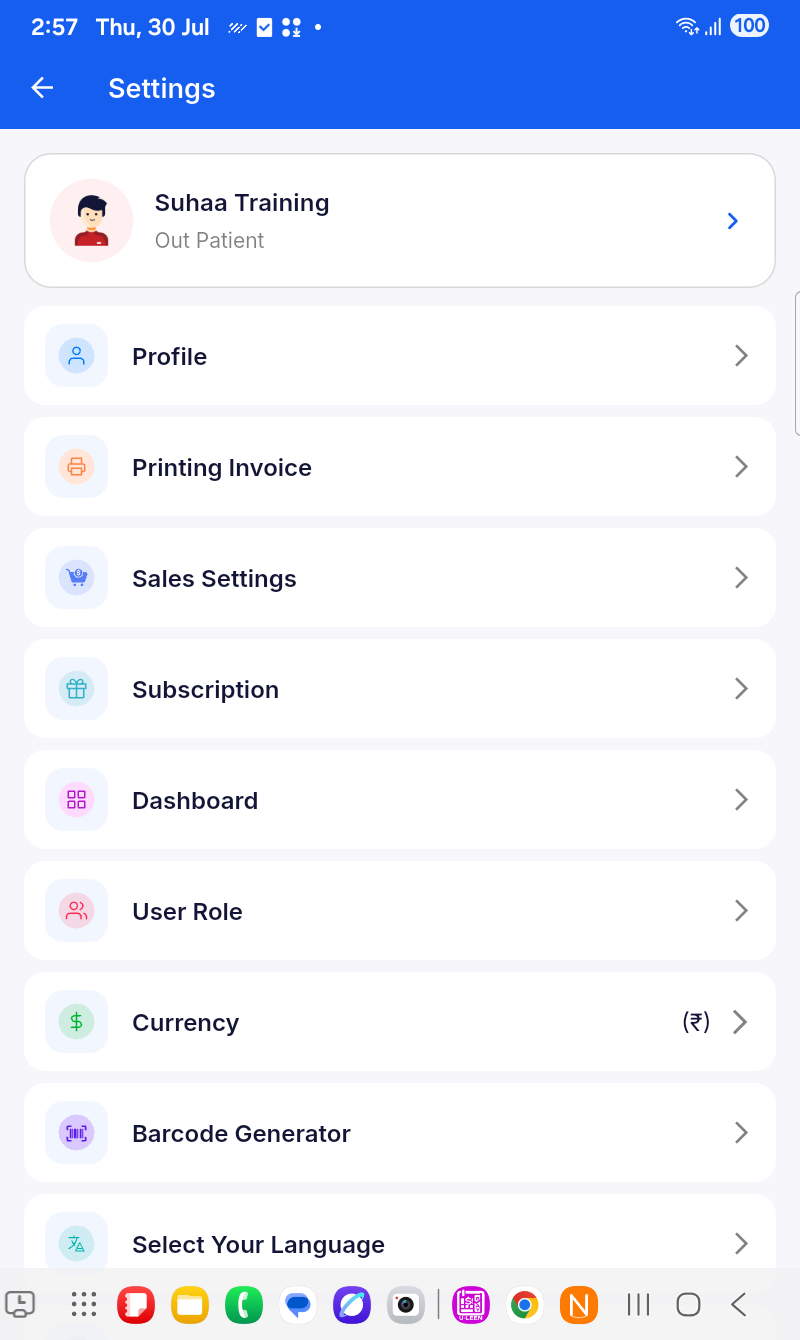 2:57 Thu, 30 Jul 100
Settings
Suhaa Training
Out Patient
Profile
Printing Invoice
Sales Settings
Subscription
Dashboard
User Role
Currency (₹)
Barcode Generator
Select Your Language
U-LEEN